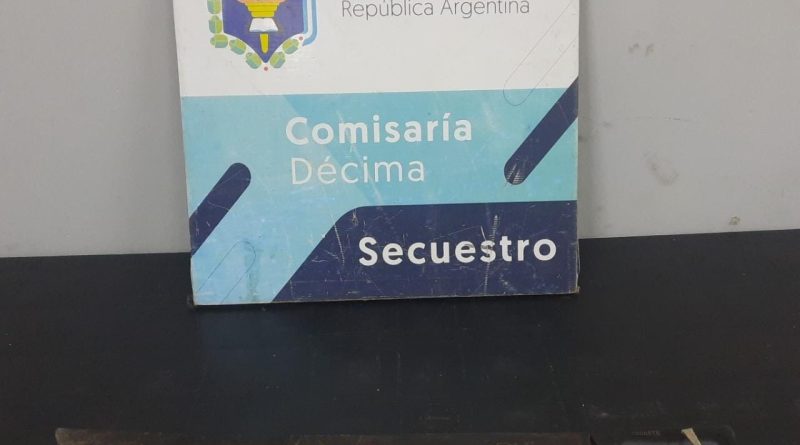 República Argentina
Comisaría
Décima
Secuestro